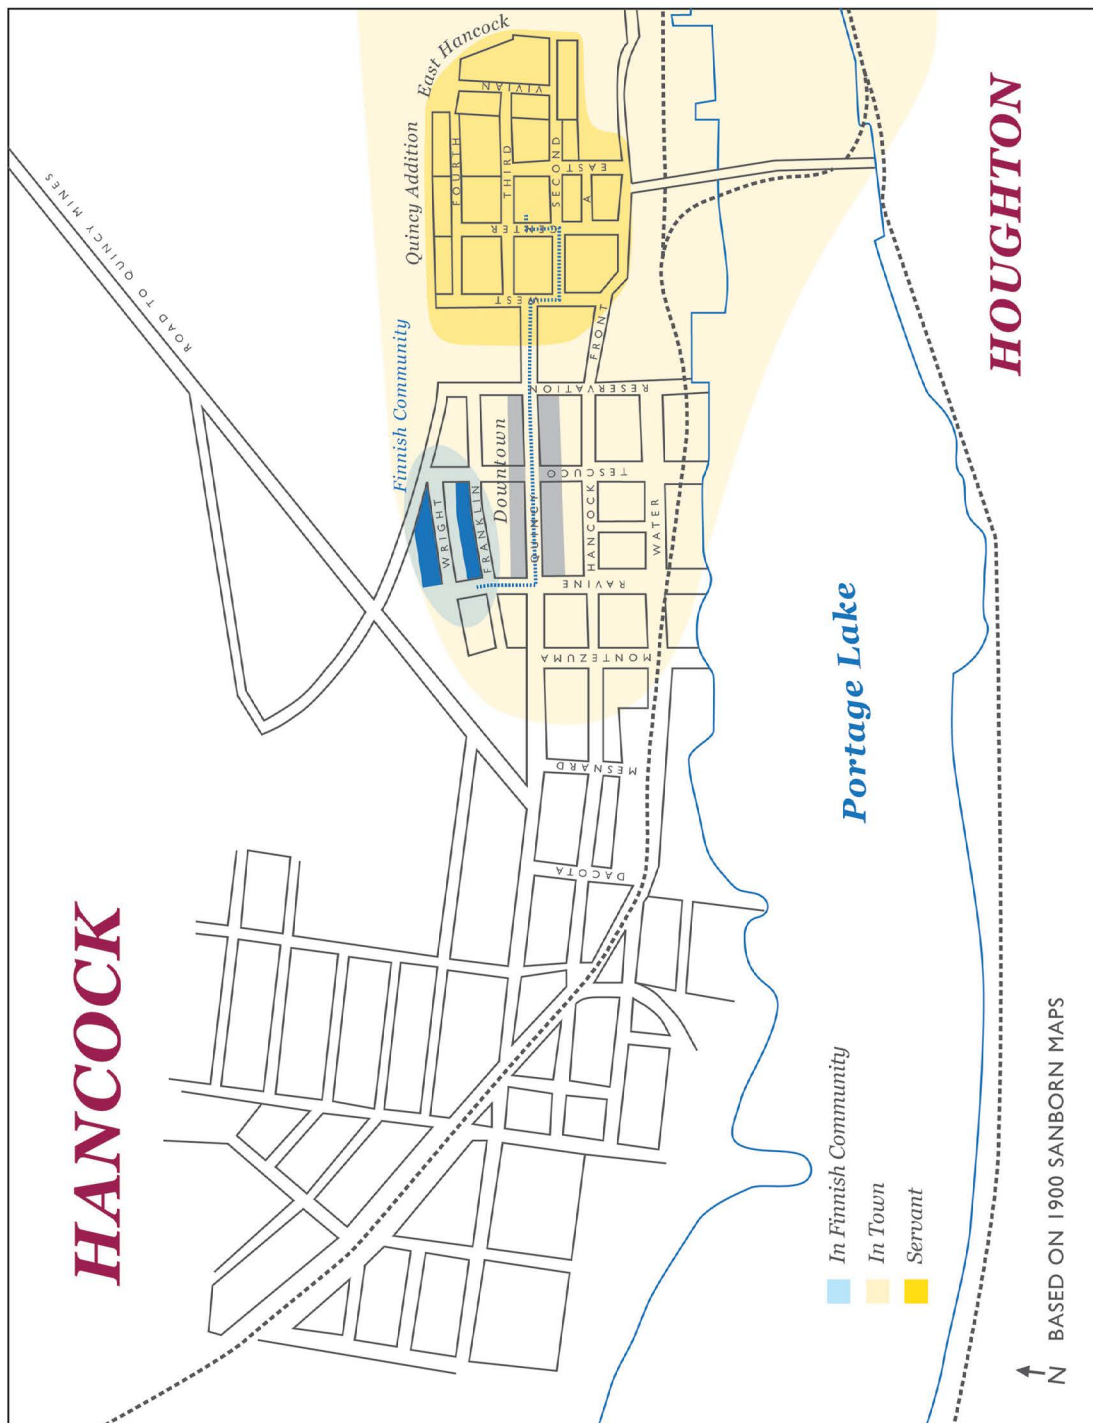 HANCOCK
HOUGHTON
Portage Lake
ROAD TO QUINCY MINES
Finnish Community
Quincy Addition
East Hancock
Downtown
WRIGHT
FRANKLIN
QUINCY
HANCOCK
WATER
FRONT
FOURTH
THIRD
SECOND
A
DACOTA
MESNARD
MONTEZUMA
RAVINE
TESCUCO
RESERVATION
WEST
CENTER
EAST
VIVIAN
In Finnish Community
In Town
Servant
N
BASED ON 1900 SANBORN MAPS